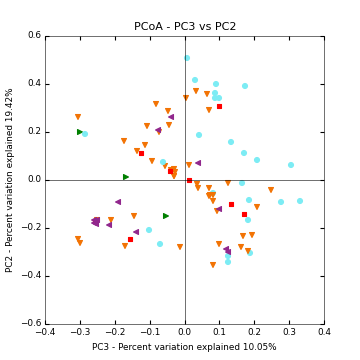 PCoA - PC3 vs PC2
0.6
0.4
0.2
0.0
−0.2
−0.4
−0.6
PC2 - Percent variation explained 19.42%
−0.4 −0.3 −0.2 −0.1 0.0 0.1 0.2 0.3 0.4
PC3 - Percent variation explained 10.05%